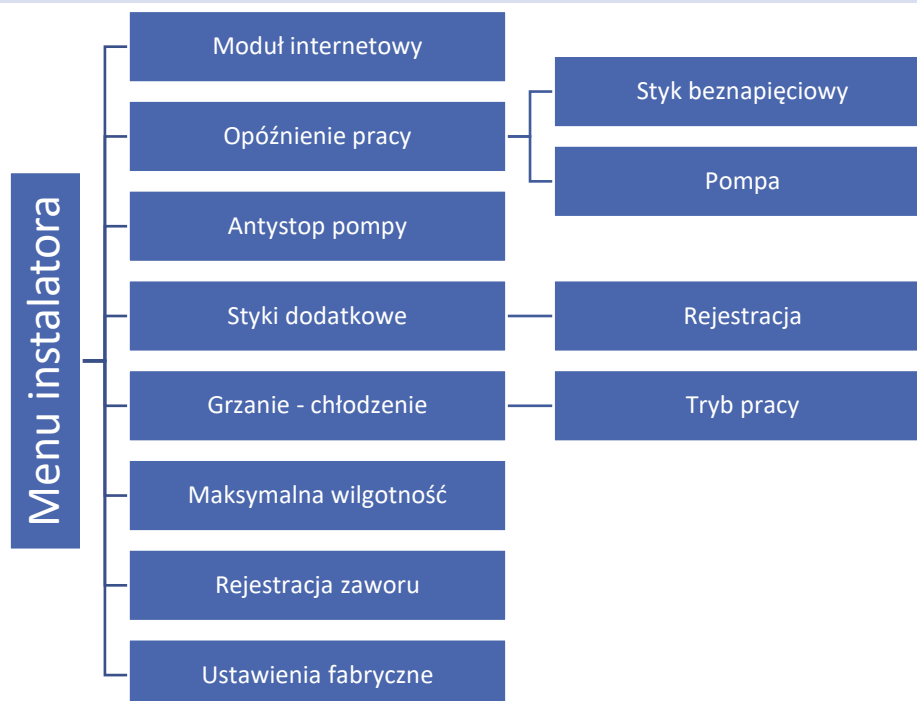 Menu instalatora
Moduł internetowy
Opóźnienie pracy
Styk beznapięciowy
Pompa
Antystop pompy
Styki dodatkowe
Rejestracja
Grzanie - chłodzenie
Tryb pracy
Maksymalna wilgotność
Rejestracja zaworu
Ustawienia fabryczne